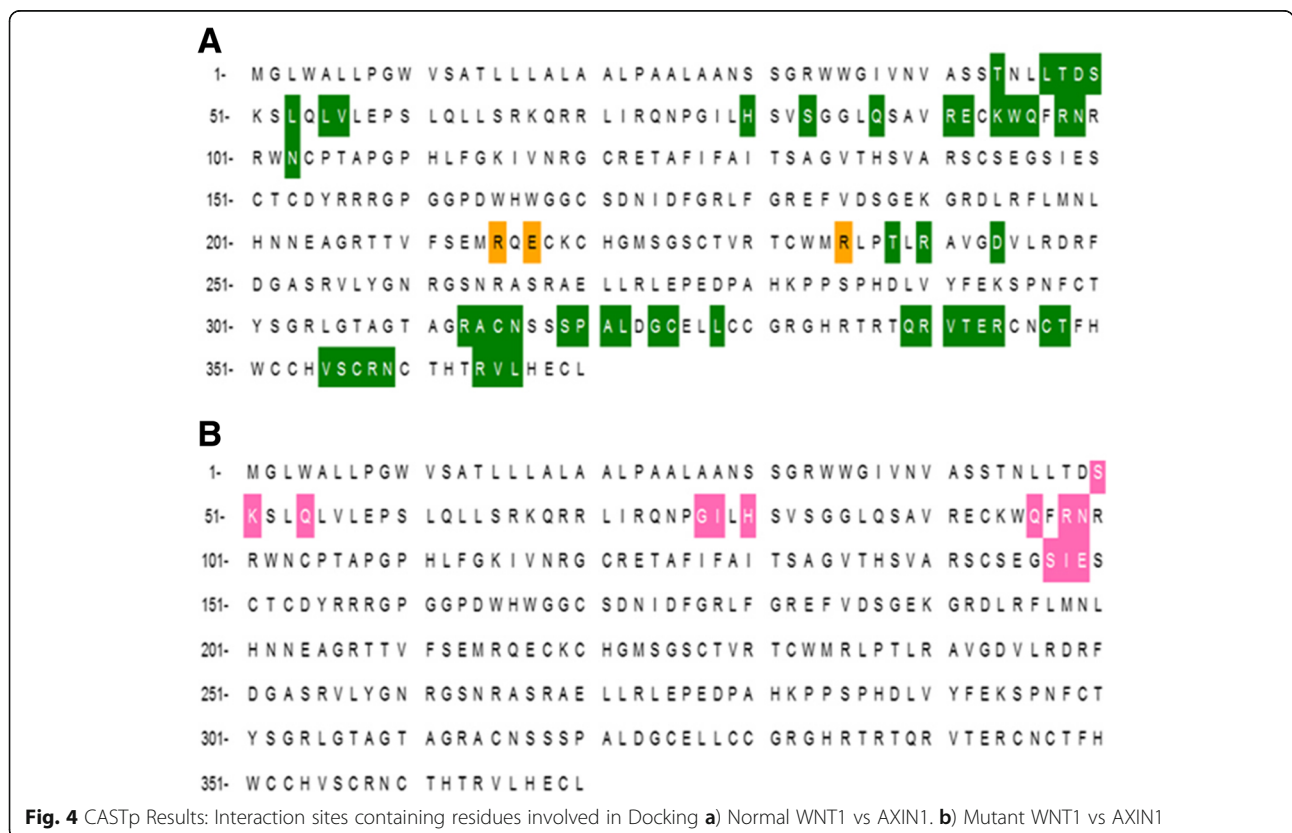 A
1- MGLWALLPGW VSATLLLALA ALPAALAANS SGRWWGIVNV ASSTNLLTDS
51- KSLQLVLEPS LQLLSRKQRR LIRQNPGILH SVSGGLQSAV RECKWQFRNR
101- RWNCPTAPGP HLFGKIVNRG CRETAFIFAI TSAGVTHSVA RSCSEGSIES
151- CTCDYRRRGP GGPDWHWGGC SDNIDFGRLF GREFVDSGEK GRDLRFLMNL
201- HNNEAGRTTV FSEMRQECKC HGMSGSCTVR TCWMRLPTLR AVGDVLRDRF
251- DGASRVLYGN RGSNRASRAE LLRLEPEDPA HKPPSPHDLV YFEKSPNFCT
301- YSGRLGTAGT AGRACNSSSP ALDGCELLCC GRGHRTRTQR VTERCNCTFH
351- WCCHVSCRNC THTRVLHECL
B
1- MGLWALLPGW VSATLLLALA ALPAALAANS SGRWWGIVNV ASSTNLLTDS
51- KSLQLVLEPS LQLLSRKQRR LIRQNPGILH SVSGGLQSAV RECKWQFRNR
101- RWNCPTAPGP HLFGKIVNRG CRETAFIFAI TSAGVTHSVA RSCSEGSIES
151- CTCDYRRRGP GGPDWHWGGC SDNIDFGRLF GREFVDSGEK GRDLRFLMNL
201- HNNEAGRTTV FSEMRQECKC HGMSGSCTVR TCWMRLPTLR AVGDVLRDRF
251- DGASRVLYGN RGSNRASRAE LLRLEPEDPA HKPPSPHDLV YFEKSPNFCT
301- YSGRLGTAGT AGRACNSSSP ALDGCELLCC GRGHRTRTQR VTERCNCTFH
351- WCCHVSCRNC THTRVLHECL
Fig. 4 CASTp Results: Interaction sites containing residues involved in Docking a) Normal WNT1 vs AXIN1. b) Mutant WNT1 vs AXIN1